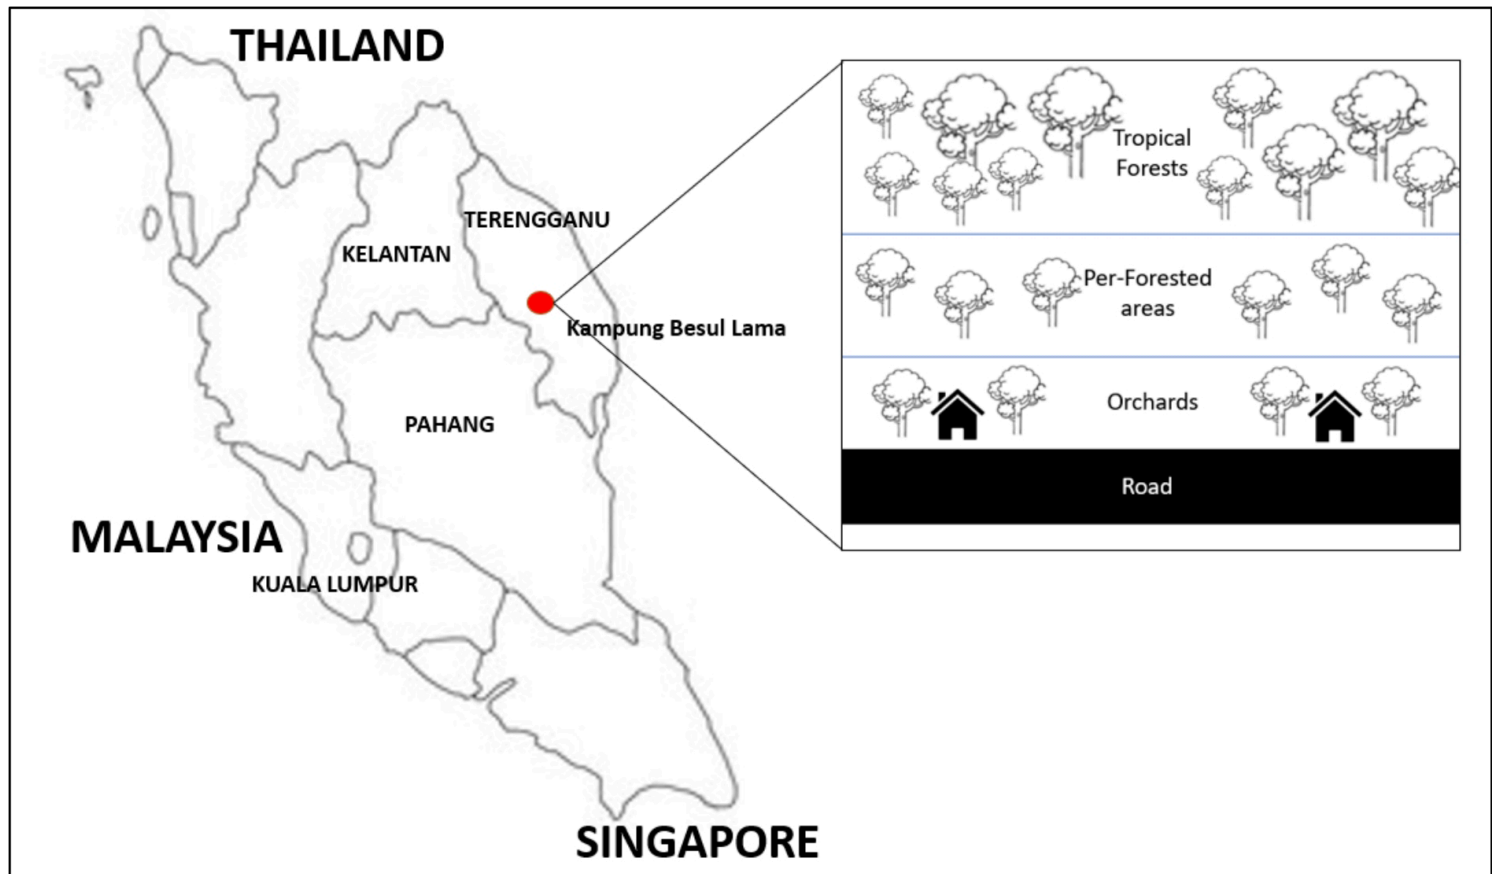 THAILAND
TERENGGANU
KELANTAN
Kampung Besul Lama
PAHANG
MALAYSIA
KUALA LUMPUR
SINGAPORE
Tropical
Forests
Per-Forested
areas
Orchards
Road